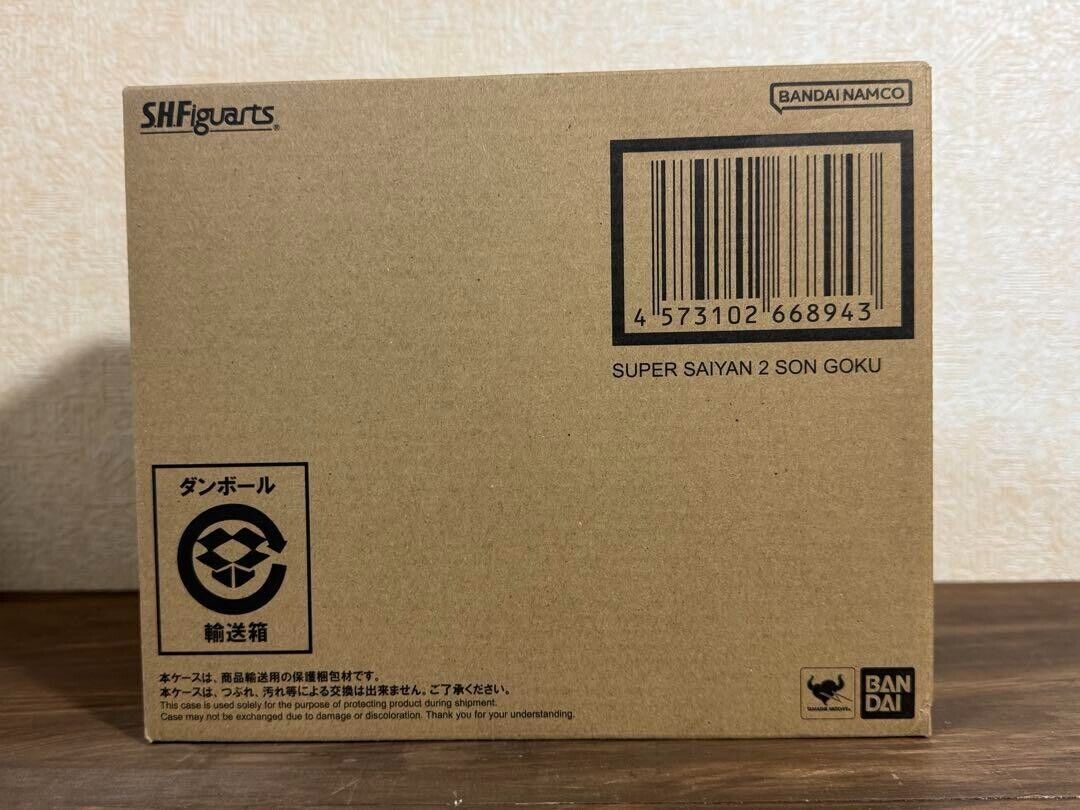 S.H.Figuarts®
BANDAI NAMCO
4 573102 668943
SUPER SAIYAN 2 SON GOKU
ダンボール
輸送箱
本ケースは、商品輸送用の保護梱包材です。
本ケースは、つぶれ、汚れ等による交換は出来ません。ご了承ください。
This case is used solely for the purpose of protecting product during shipment.
Case may not be exchanged due to damage or discoloration. Thank you for your understanding.
TAMASHII NATIONS
BAN
DAI